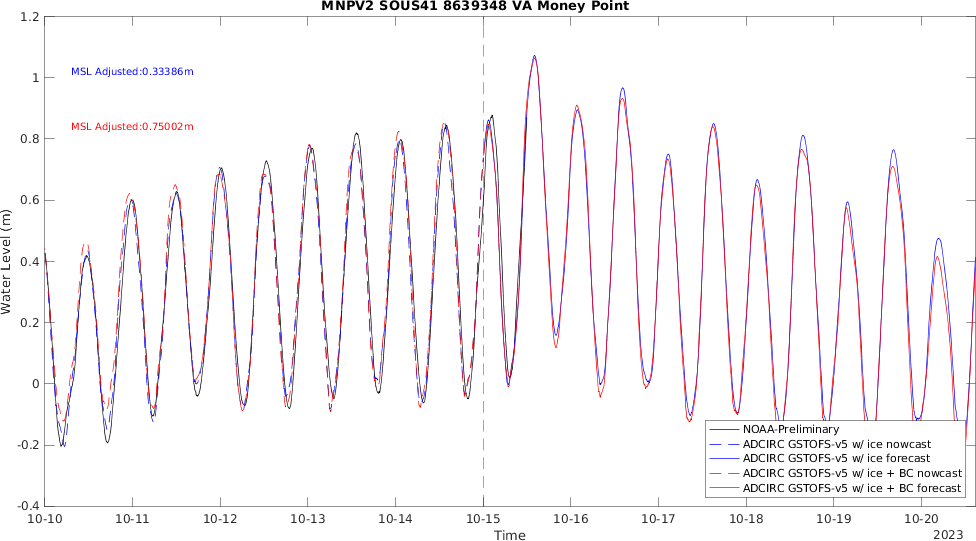 MNPV2 SOUS41 8639348 VA Money Point
MSL Adjusted:0.33386m
MSL Adjusted:0.75002m
Water Level (m)
1.2
1
0.8
0.6
0.4
0.2
0
-0.2
-0.4
NOAA-Preliminary
ADCIRC GSTOFS-v5 w/ ice nowcast
ADCIRC GSTOFS-v5 w/ ice forecast
ADCIRC GSTOFS-v5 w/ ice + BC nowcast
ADCIRC GSTOFS-v5 w/ ice + BC forecast
10-10 10-11 10-12 10-13 10-14 10-15 10-16 10-17 10-18 10-19 10-20
Time
2023